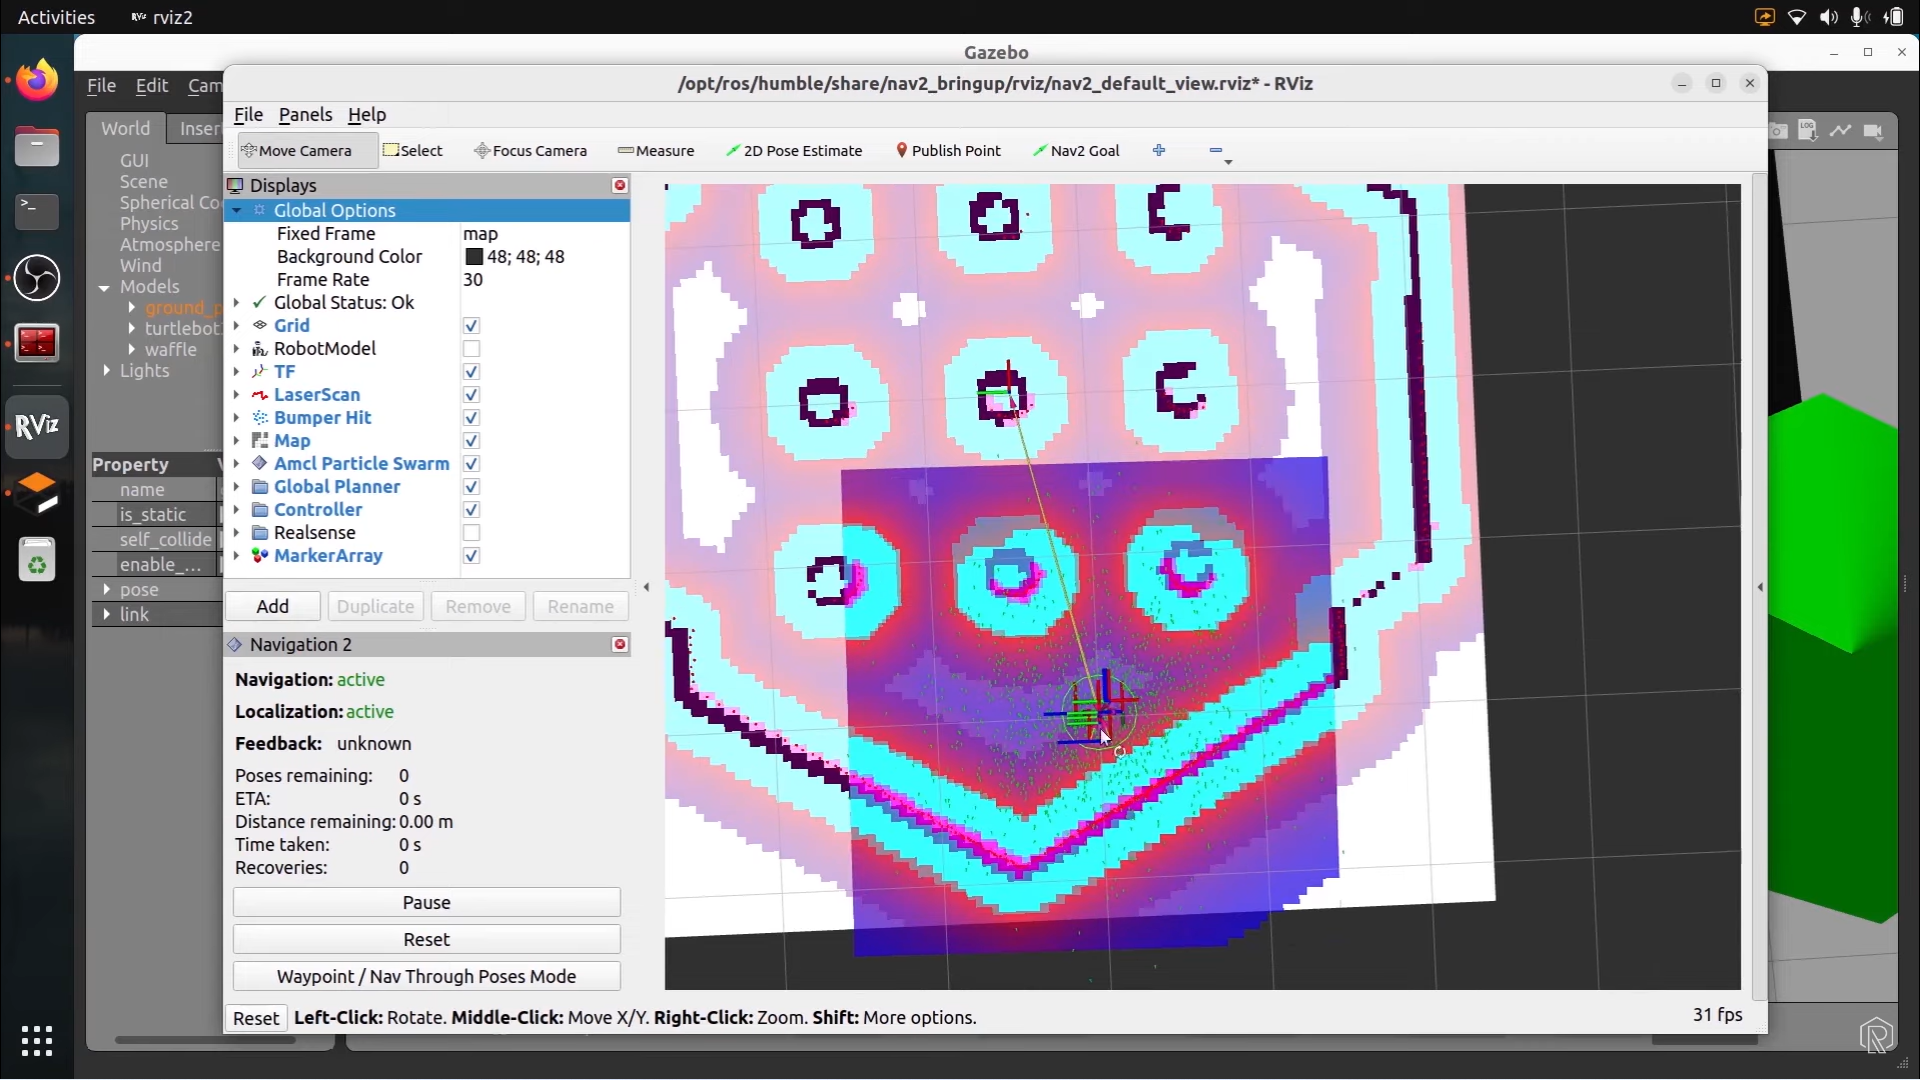 Activities
RViz
rviz2
Gazebo
File
Edit
Cam
/opt/ros/humble/share/nav2_bringup/rviz/nav2_default_view.rviz* - RViz
File
Panels
Help
World
Inser
Move Camera
Select
Focus Camera
Measure
2D Pose Estimate
Publish Point
Nav2 Goal
LOG
GUI
Scene
Spherical Co
Physics
Atmosphere
Wind
Models
ground_p
turtlebot
waffle
Lights
Displays
Global Options
Fixed Frame map
Background Color 48; 48; 48
Frame Rate 30
Global Status: Ok
Grid
RobotModel
TF
LaserScan
Bumper Hit
Map
Amcl Particle Swarm
Global Planner
Controller
Realsense
MarkerArray
RViz
Property
name
is_static
self_collide
enable_...
pose
link
Add
Duplicate
Remove
Rename
Navigation 2
Navigation: active
Localization: active
Feedback: unknown
Poses remaining: 0
ETA: 0 s
Distance remaining: 0.00 m
Time taken: 0 s
Recoveries: 0
Pause
Reset
Waypoint / Nav Through Poses Mode
Reset
Left-Click: Rotate. Middle-Click: Move X/Y. Right-Click: Zoom. Shift: More options.
31 fps